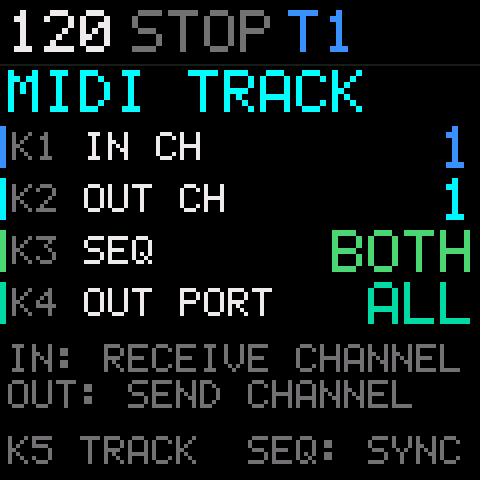 120 STOP T1
MIDI TRACK
K1 IN CH 1
K2 OUT CH 1
K3 SEQ BOTH
K4 OUT PORT ALL
IN: RECEIVE CHANNEL
OUT: SEND CHANNEL
K5 TRACK SEQ: SYNC